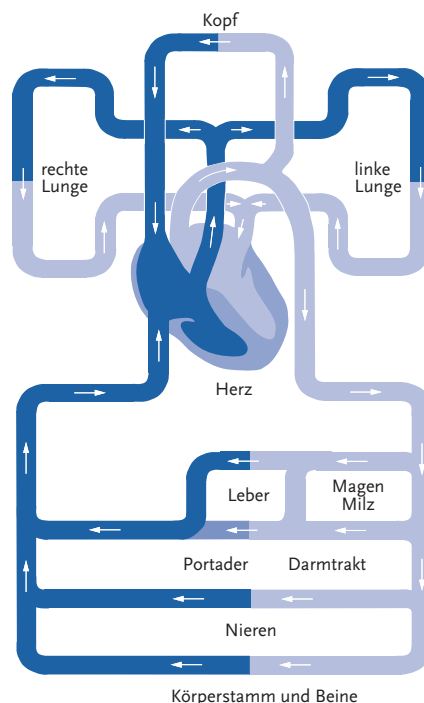 Kopf
rechte
Lunge
linke
Lunge
Herz
Leber
Magen
Milz
Portader
Darmtrakt
Nieren
Körperstamm und Beine